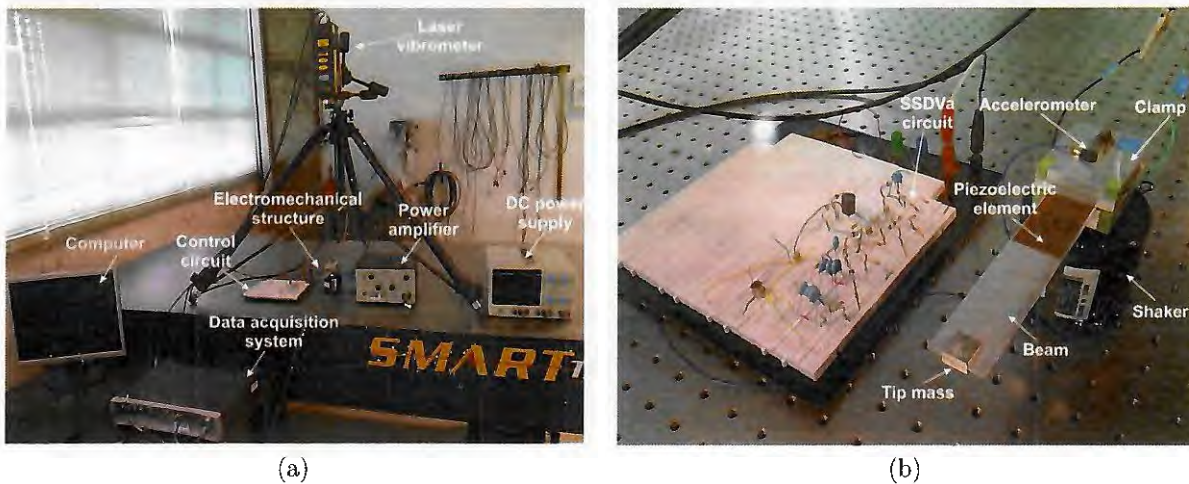 Laser
vibrometer
Electromechanical
structure
Power
amplifier
DC power
supply
Computer
Control
circuit
Data acquisition
system
SMART
(a)
SSDVa
circuit
Accelerometer
Clamp
Piezoelectric
element
Shaker
Beam
Tip mass
(b)